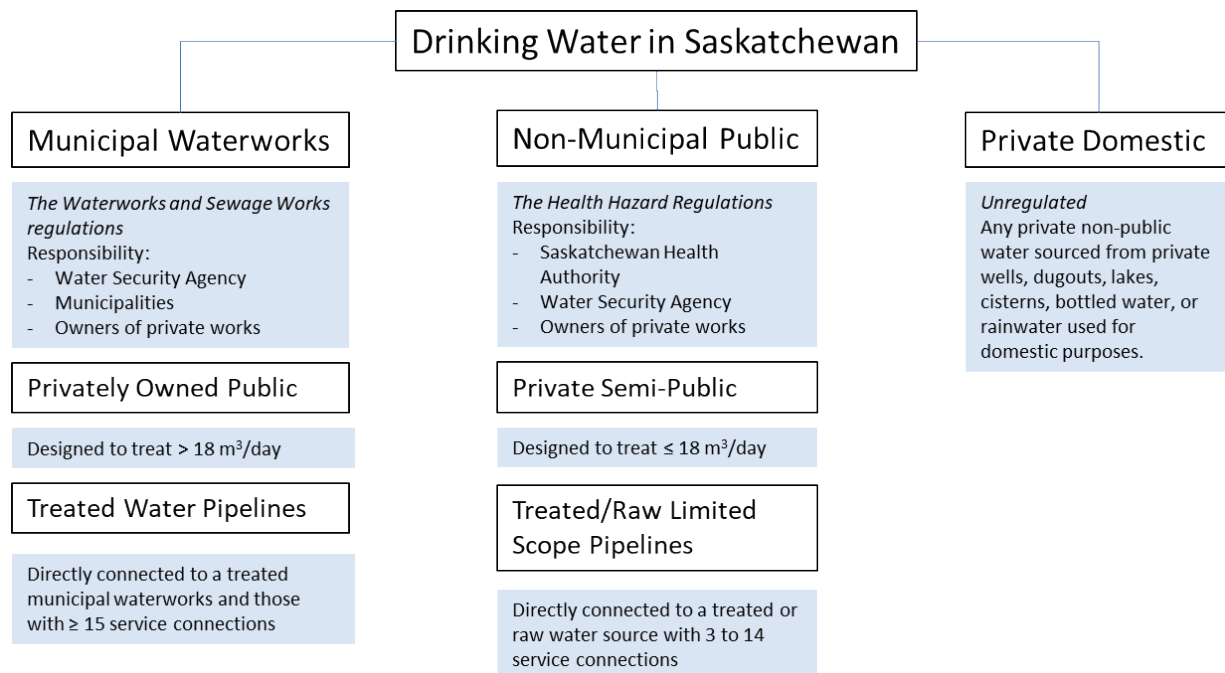 Drinking Water in Saskatchewan
Municipal Waterworks
The Waterworks and Sewage Works
regulations
Responsibility:
- Water Security Agency
- Municipalities
- Owners of private works
Privately Owned Public
Designed to treat > 18 m³/day
Treated Water Pipelines
Directly connected to a treated
municipal waterworks and those
with ≥ 15 service connections
Non-Municipal Public
The Health Hazard Regulations
Responsibility:
- Saskatchewan Health
Authority
- Water Security Agency
- Owners of private works
Private Semi-Public
Designed to treat ≤ 18 m³/day
Treated/Raw Limited
Scope Pipelines
Directly connected to a treated or
raw water source with 3 to 14
service connections
Private Domestic
Unregulated
Any private non-public
water sourced from private
wells, dugouts, lakes,
cisterns, bottled water, or
rainwater used for
domestic purposes.